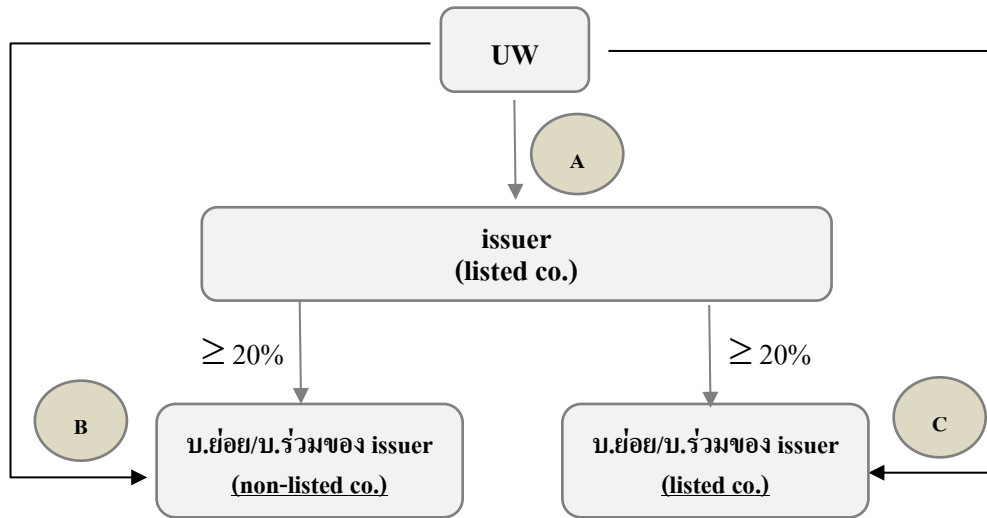 UW
A
issuer
(listed co.)
≥ 20%
≥ 20%
B
บ.ย่อย/บ.ร่วมของ issuer
(non-listed co.)
บ.ย่อย/บ.ร่วมของ issuer
(listed co.)
C